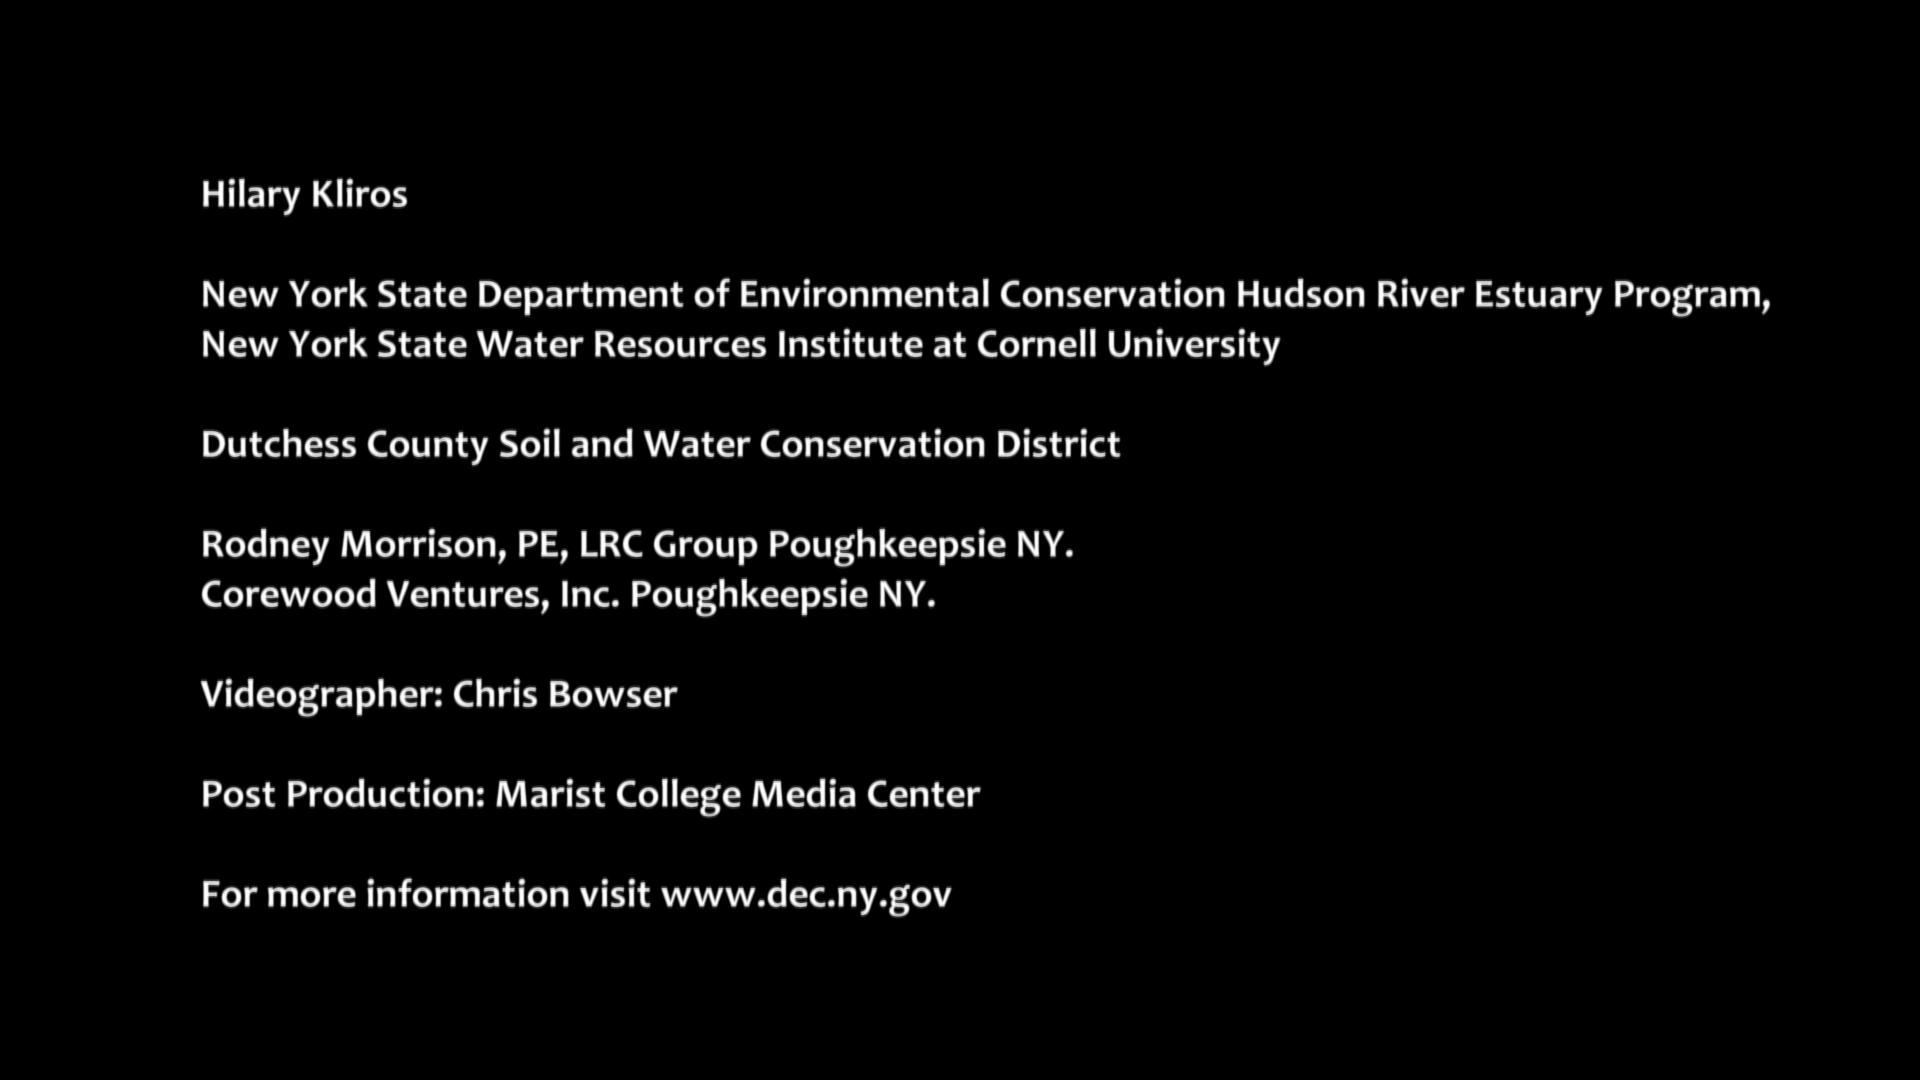 Hilary Kliros
New York State Department of Environmental Conservation Hudson River Estuary Program,
New York State Water Resources Institute at Cornell University
Dutchess County Soil and Water Conservation District
Rodney Morrison, PE, LRC Group Poughkeepsie NY.
Corewood Ventures, Inc. Poughkeepsie NY.
Videographer: Chris Bowser
Post Production: Marist College Media Center
For more information visit www.dec.ny.gov